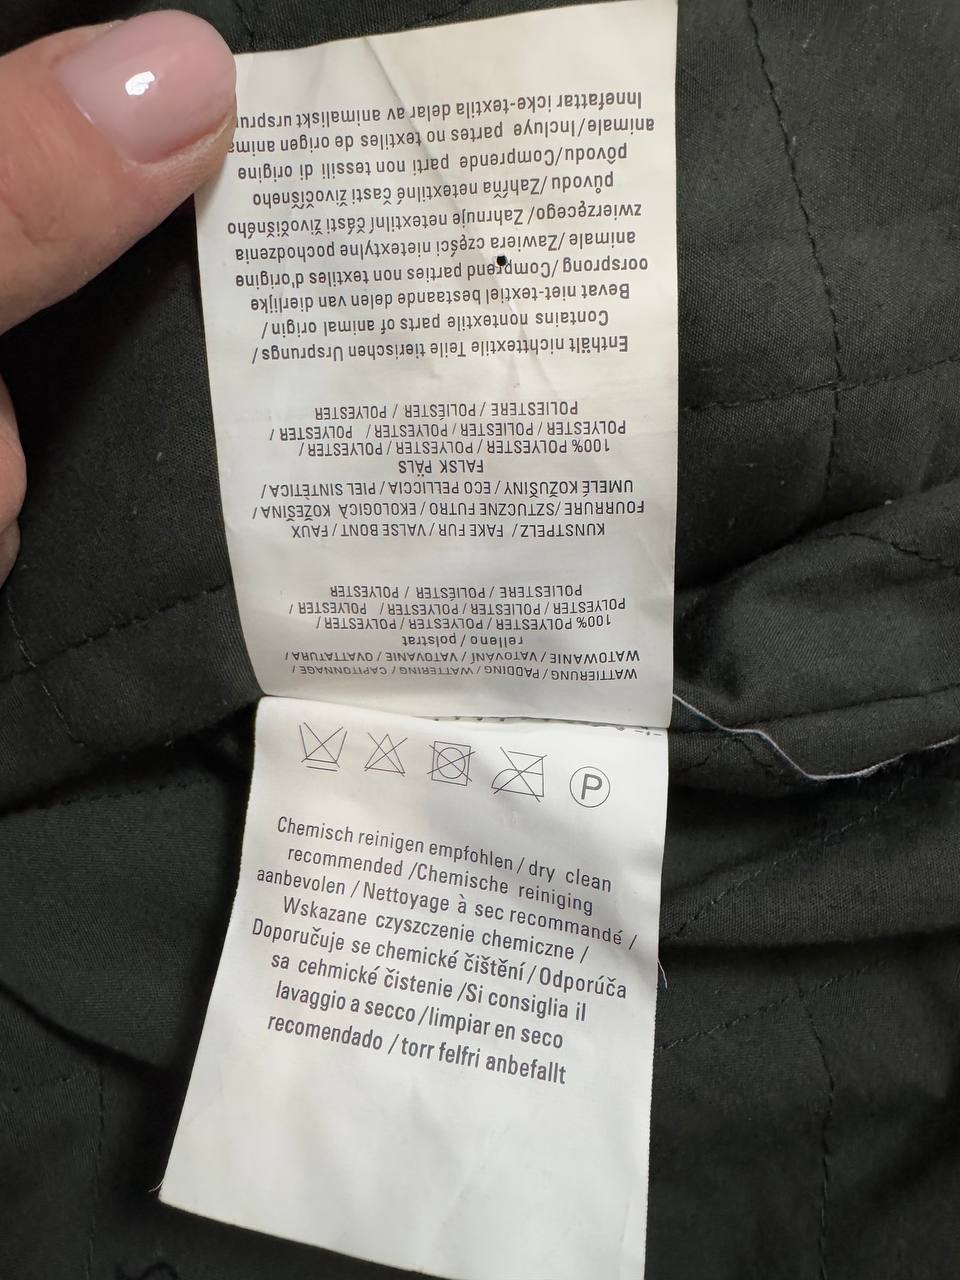 WATTIERUNG / PADDING / WATTERING / CAPITONNAGE /
WATOWANIE / VATOVÁNÍ / VATOVANIE / OVATTATURA /
relleno / polstrat
100% POLYESTER / POLYESTER / POLYESTER /
POLYESTER / POLIESTER / POLYESTER / POLYESTER /
POLIESTERE / POLIÉSTER / POLYESTER
KUNSTPELZ / FAKE FUR / VALSE BONT / FAUX
FOURRURE /SZTUCZNE FUTRO / EKOLOGICÀ KOŽEŠINA /
UMELÉ KOŽUŠINY / ECO PELLICCIA / PIEL SINTÈTICA /
FALSK PÄLS
100% POLYESTER / POLYESTER / POLYESTER /
POLYESTER / POLIESTER / POLYESTER / POLYESTER /
POLIESTERE / POLIÉSTER / POLYESTER
Enthält nichttextile Teile tierischen Ursprungs /
Contains nontextile parts of animal origin /
Bevat niet-textiel bestaande delen van dierlijke
oorsprong /Comprend parties non textiles d'origine
animale /Zawiera części nietextylne pochodzenia
zwierzęcego/ Zahrnuje netextilní části živočišného
původu /Zahŕňa netextilné časti živočíšneho
pôvodu/Comprende parti non tessili di origine
animale/Incluye partes no textiles de origen
Innefattar icke-textila delar av animaliskt
P
Chemisch reinigen empfohlen / dry clean
recommended /Chemische reiniging
aanbevolen / Nettoyage à sec recommandé /
Wskazane czyszczenie chemiczne /
Doporučuje se chemické čištění / Odporúča
sa cehmické čistenie /Si consiglia il
lavaggio a secco /limpiar en seco
recomendado / torr felfri anbefallt